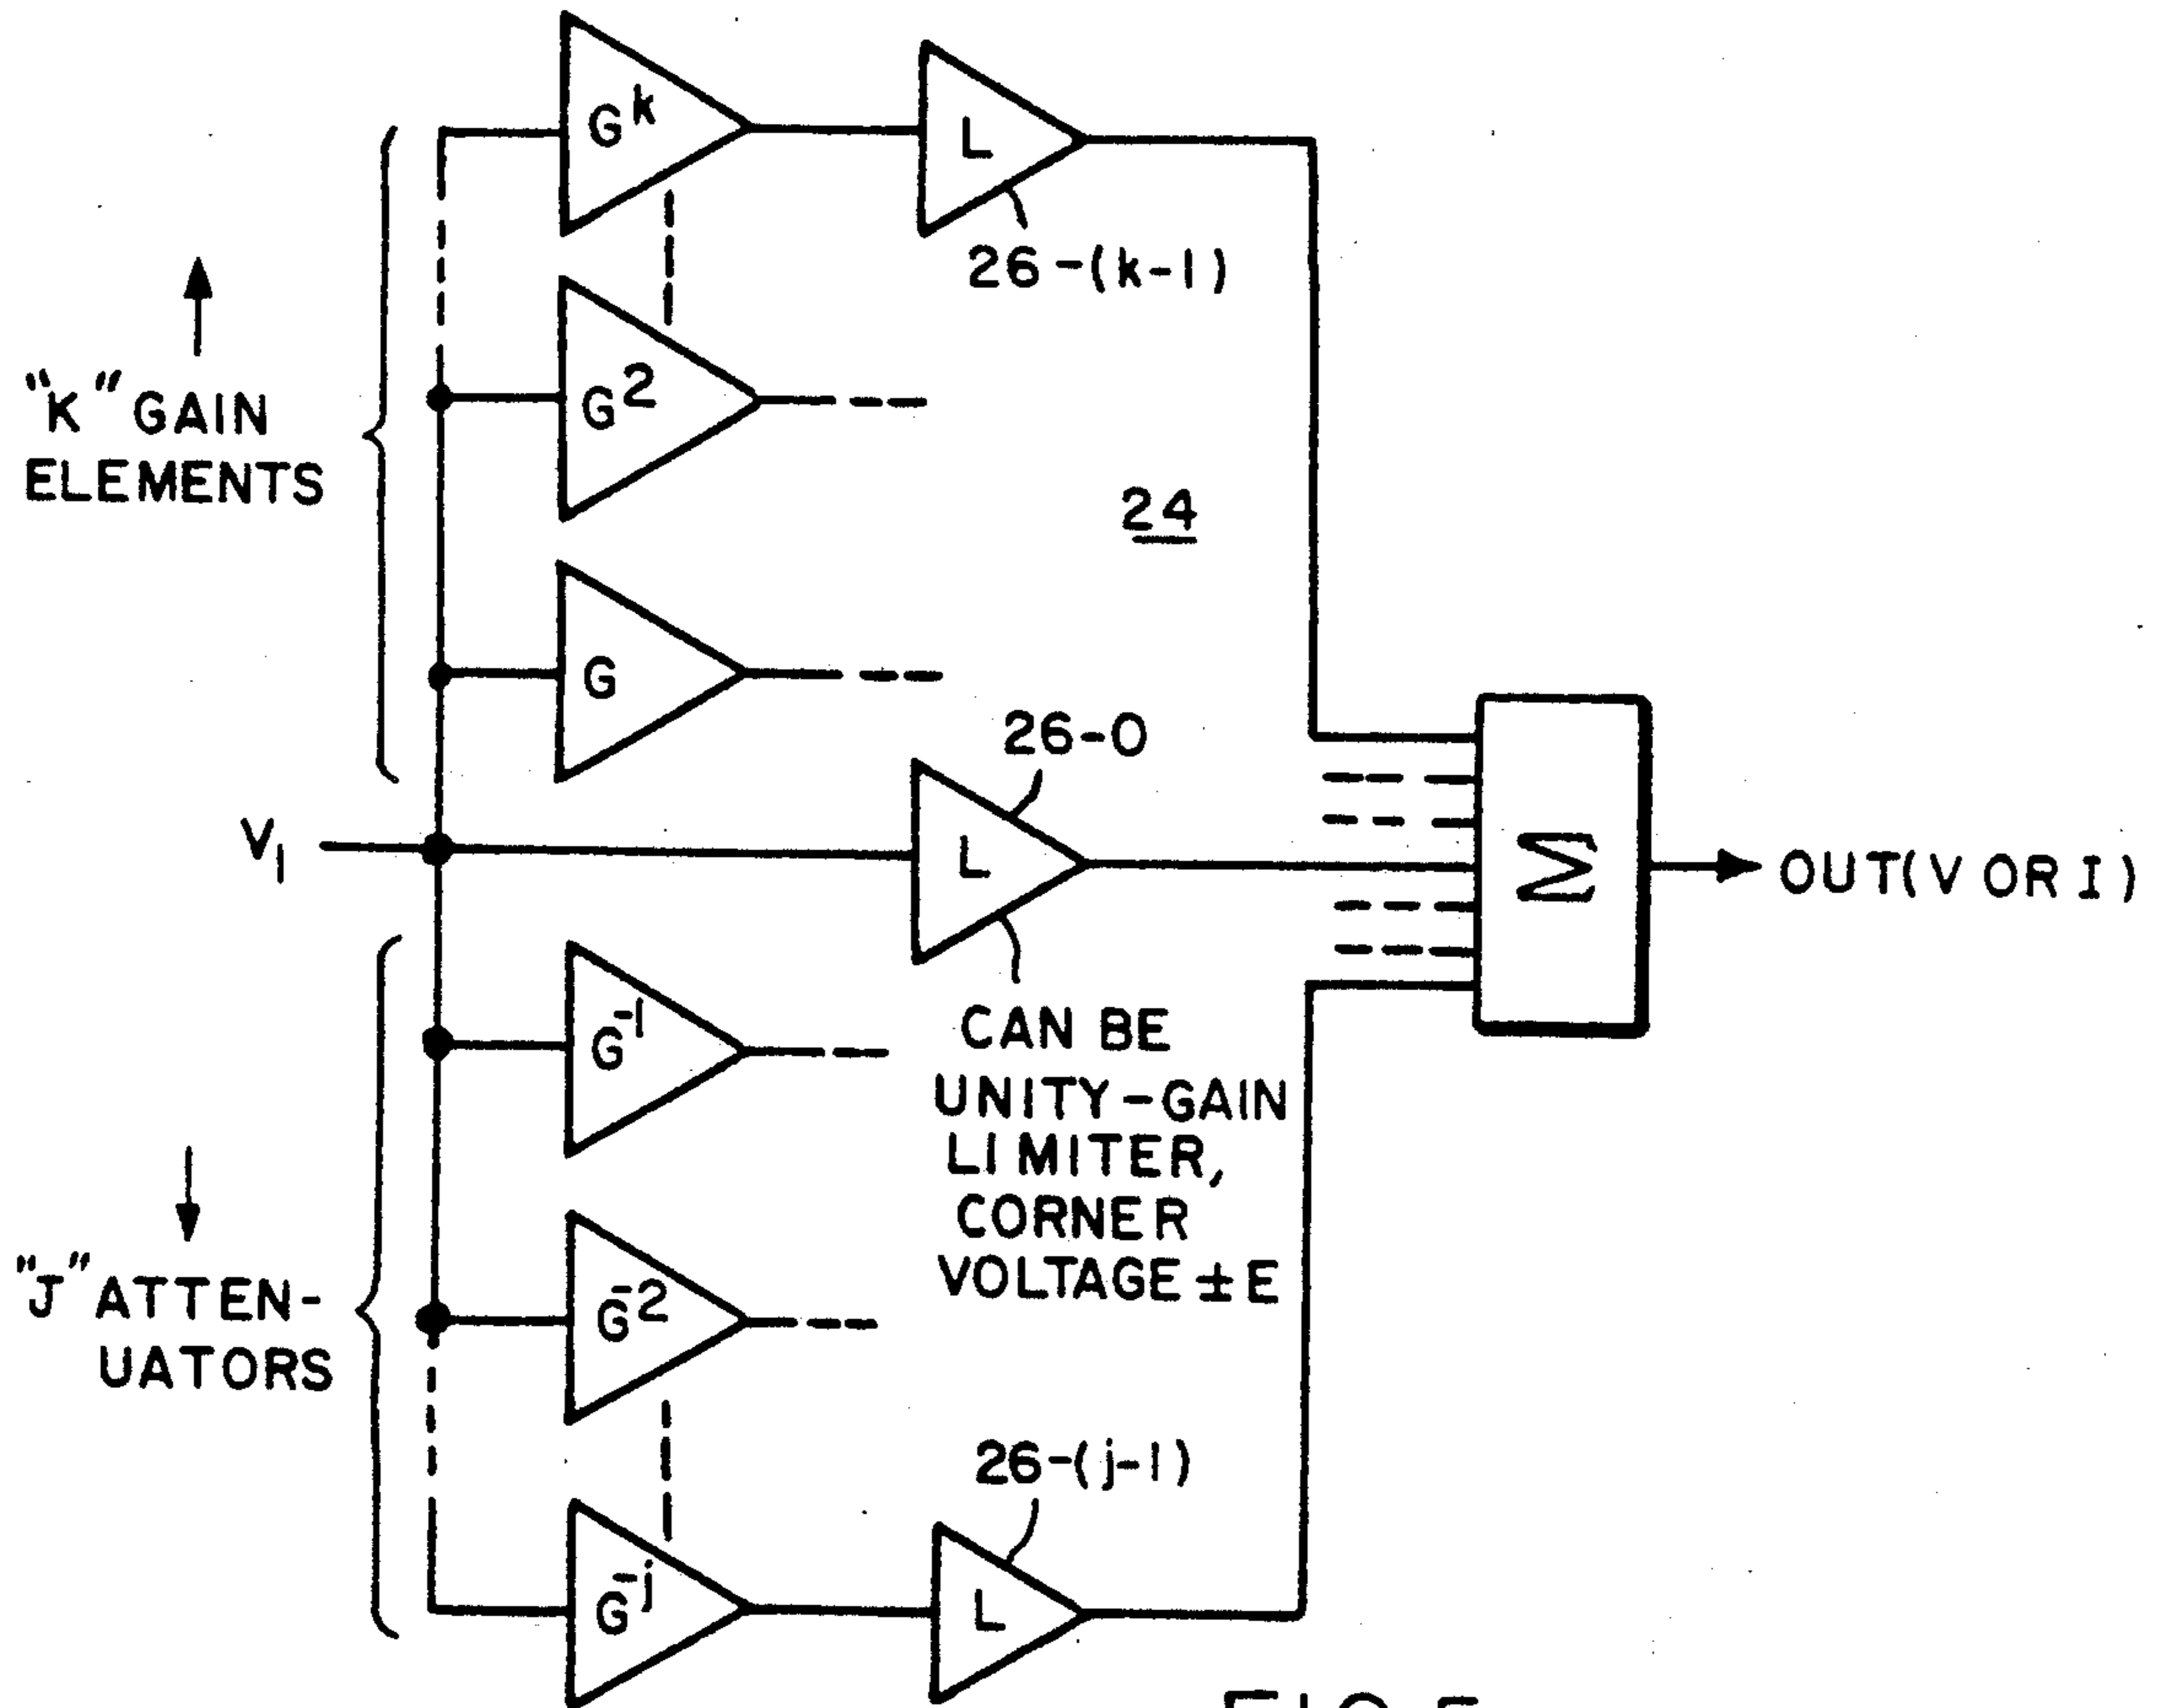 G^k
L
26-(k-1)
"K" GAIN
ELEMENTS
G^2
24
G
26-0
V_1
L
Σ
OUT(V OR I)
G^-1
CAN BE
UNITY-GAIN
LIMITER,
CORNER
VOLTAGE ±E
G^-2
"J" ATTEN-
UATORS
26-(j-1)
G^-j
L